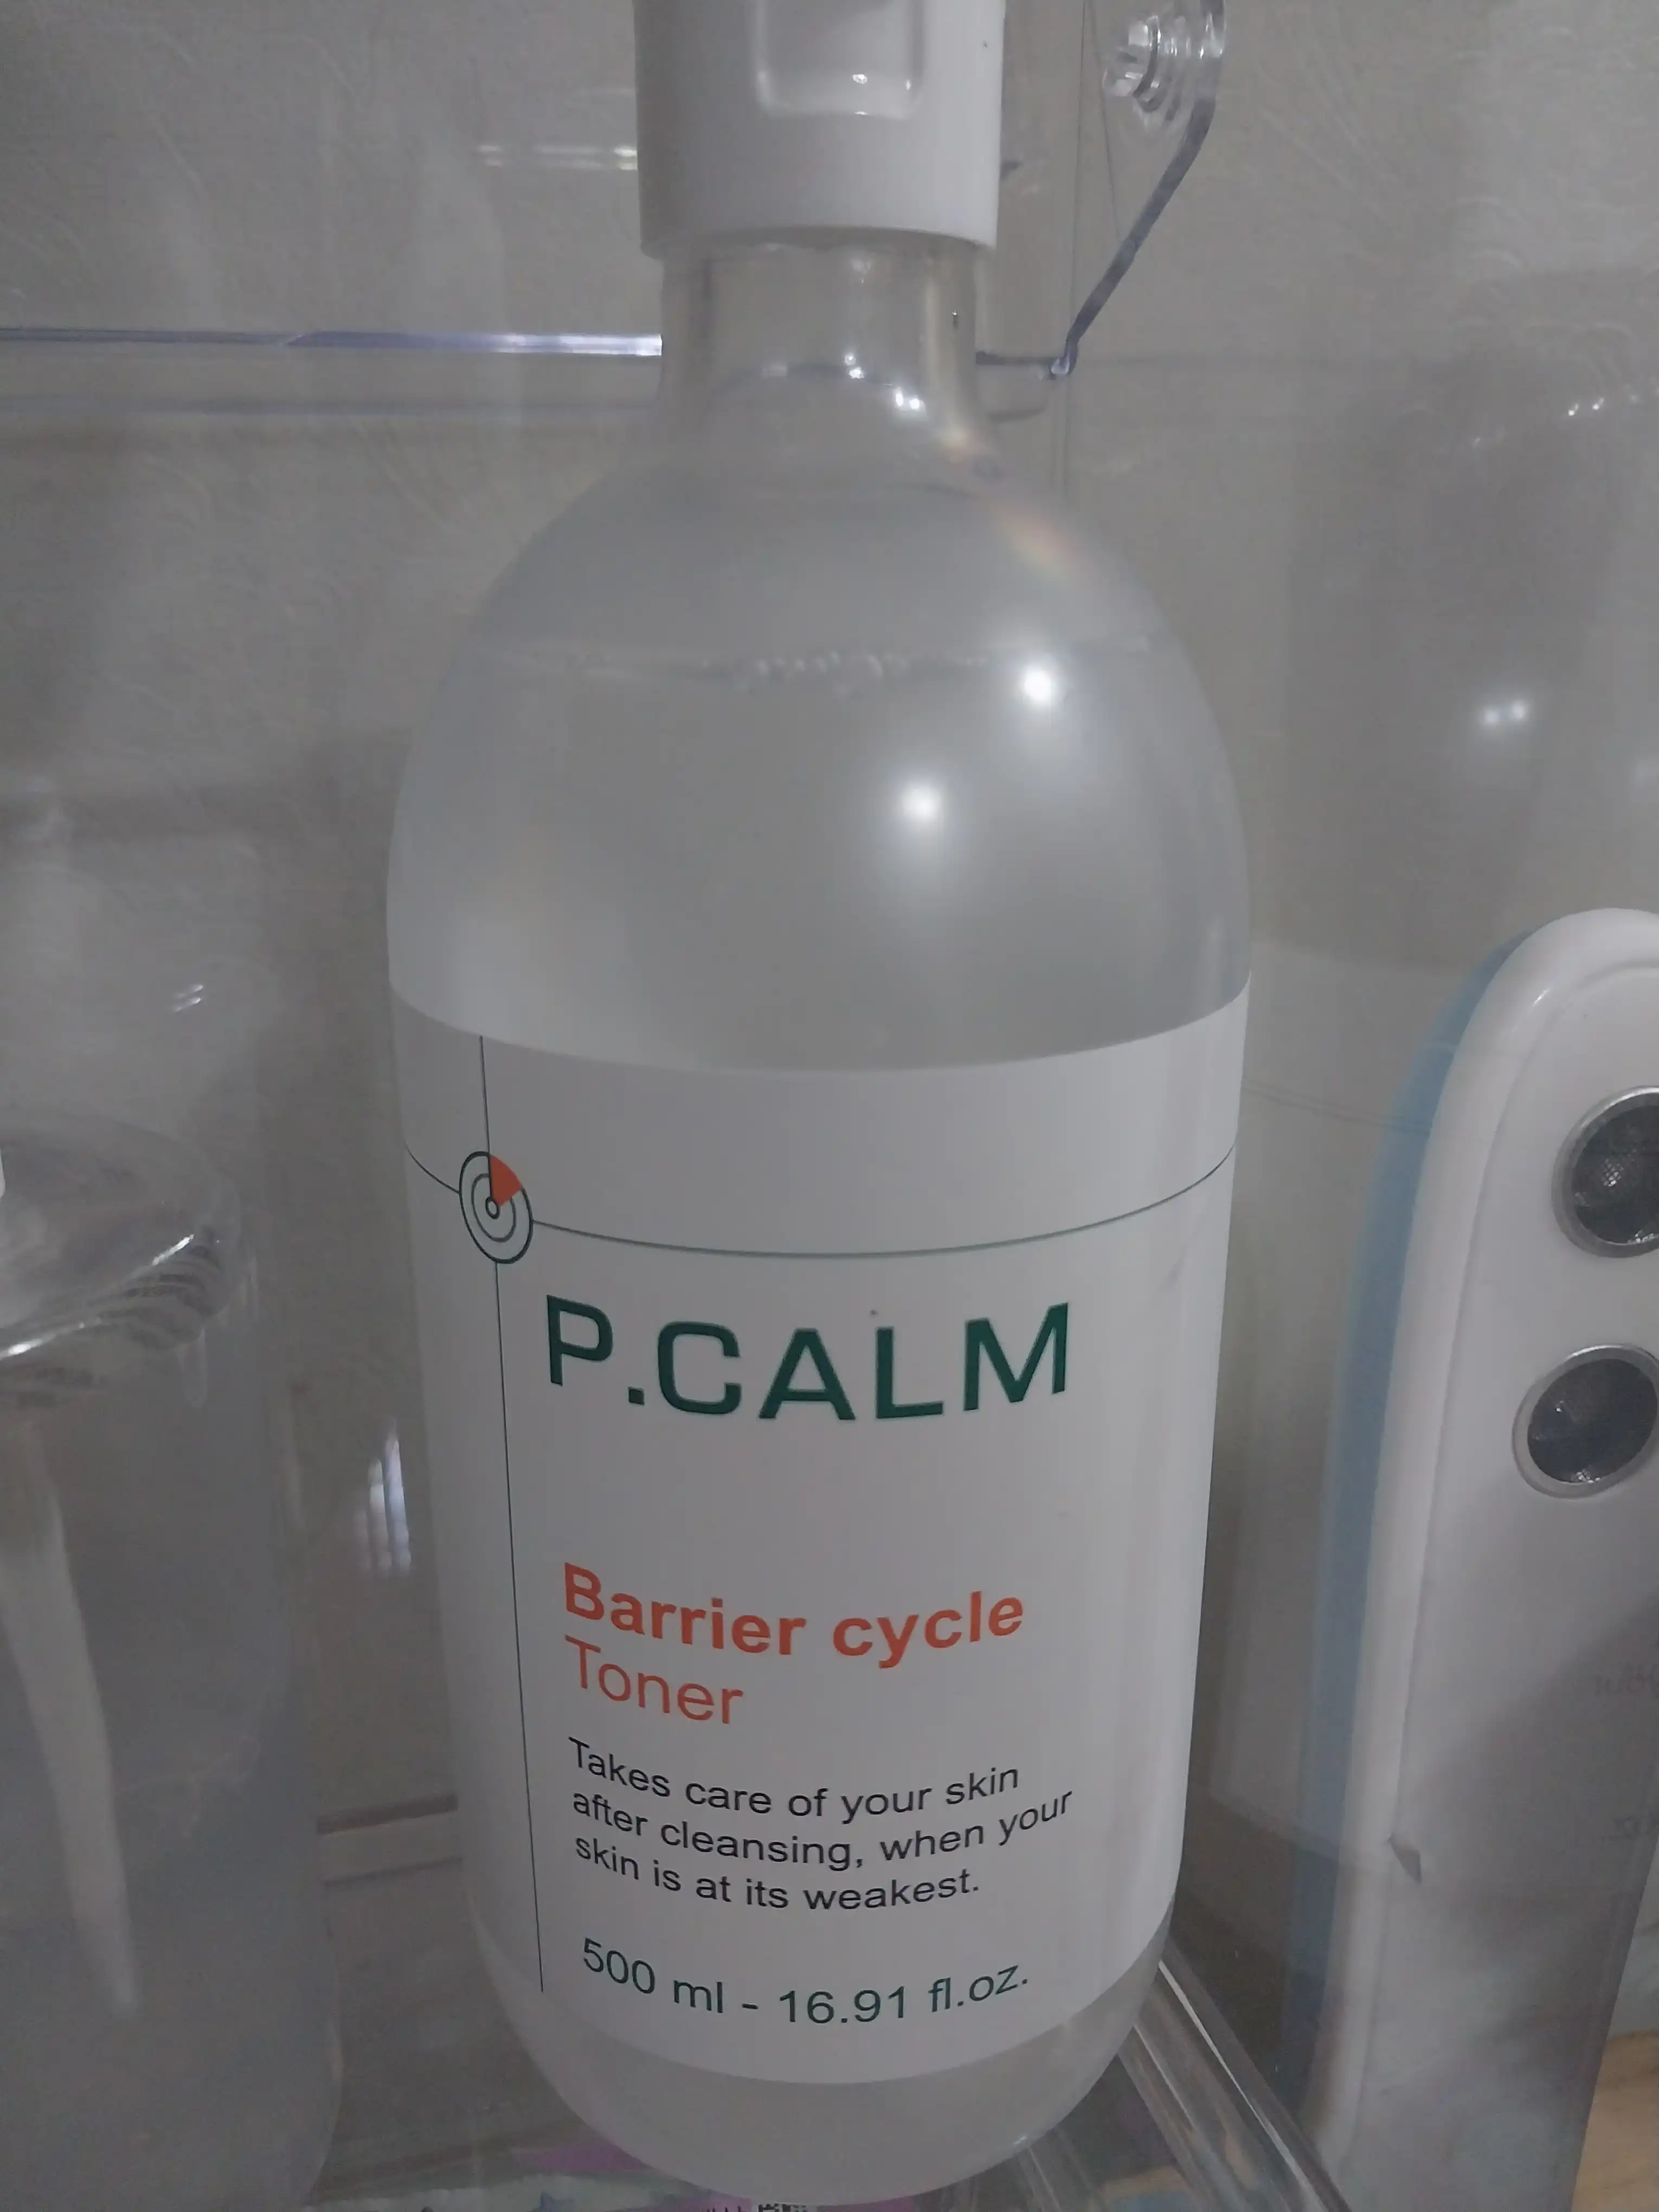 P.CALM
Barrier cycle
Toner
Takes care of your skin
after cleansing, when your
skin is at its weakest.
500 ml - 16.91 fl.oz.